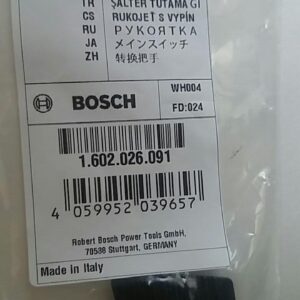 TR ŞALTER TUTAMAĞI
CS RUKOJEŤ S VYPÍN
RU РУКОЯТКА
JA メインスイッチ
ZH 转换把手
BOSCH
WH004
FD:024
1.602.026.091
4 059952 039657
Robert Bosch Power Tools GmbH,
70538 Stuttgart, GERMANY
Made in Italy